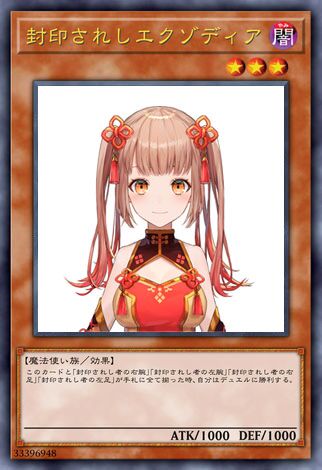 封印されしエクゾディア
やみ
闇
【魔法使い族／効果】
このカードと「封印されし者の右腕」「封印されし者の左腕」「封印されし者の右
足」「封印されし者の左足」が手札に全て揃った時、自分はデュエルに勝利する。
ATK/1000 DEF/1000
33396948